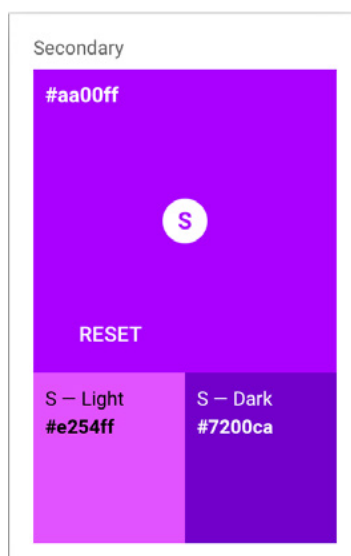 Secondary
#aa00ff
S
RESET
S — Light
#e254ff
S — Dark
#7200ca